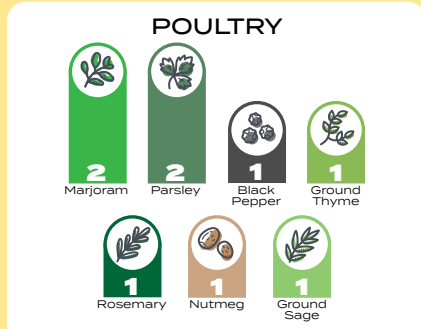 POULTRY
2
2
1
1
Marjoram
Parsley
Black
Pepper
Ground
Thyme
1
1
1
Rosemary
Nutmeg
Ground
Sage